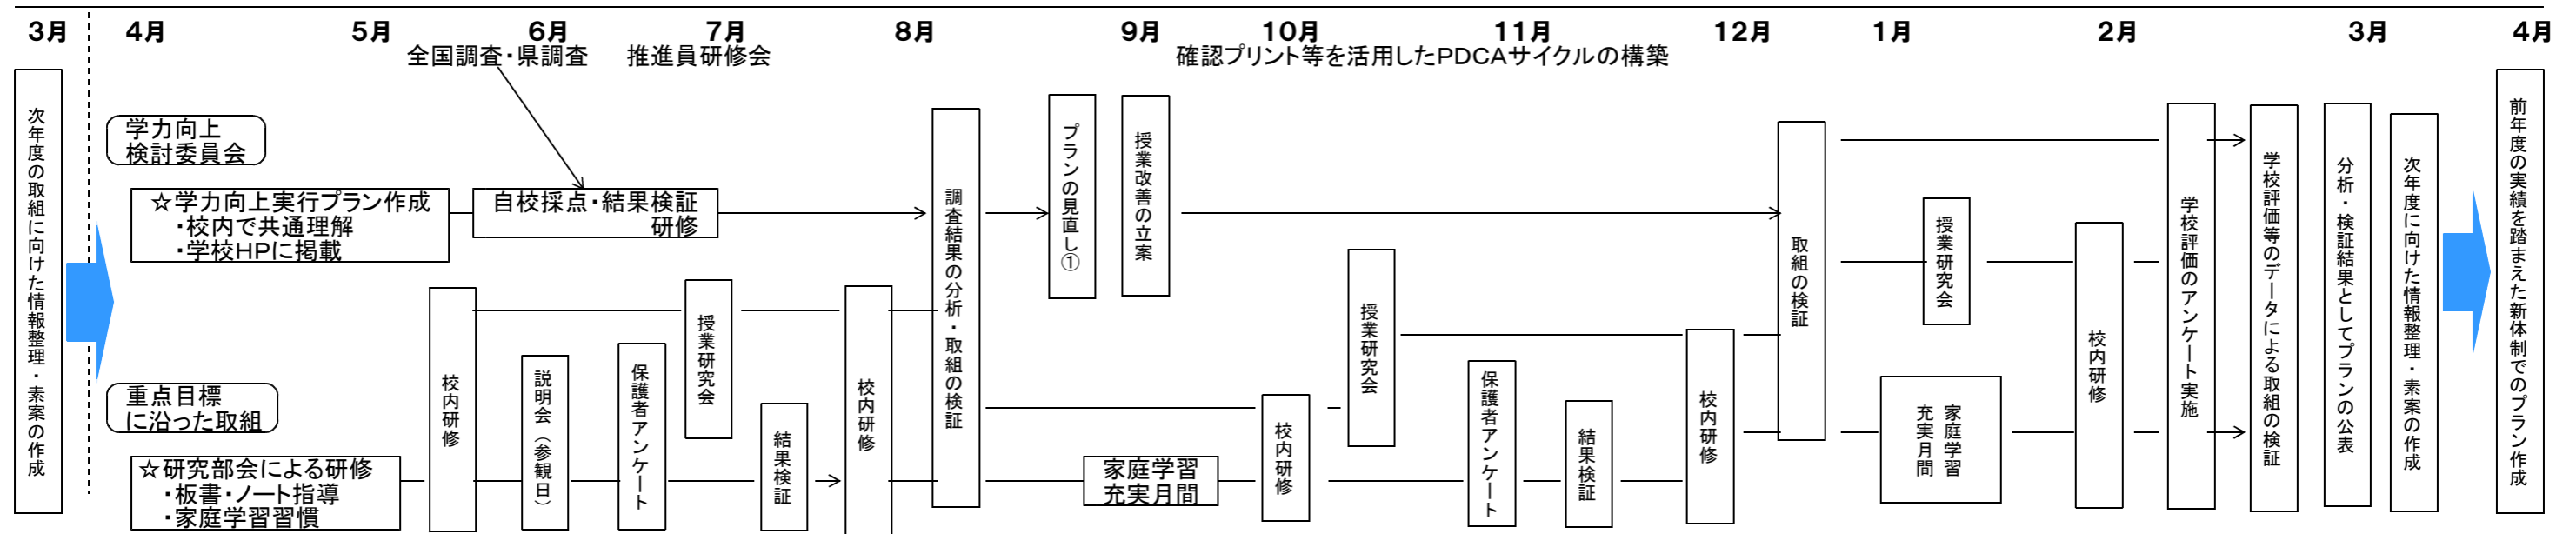 3月 4月 5月 6月 7月 8月 9月 10月 11月 12月 1月 2月 3月 4月
全国調査・県調査 推進員研修会 確認プリント等を活用したPDCAサイクルの構築
次年度の取組に向けた情報整理・素案の作成
学力向上
検討委員会
☆学力向上実行プラン作成
・校内で共通理解
・学校HPに掲載
自校採点・結果検証
研修
重点目標
に沿った取組
☆研究部会による研修
・板書・ノート指導
・家庭学習習慣
校内研修
説明会（参観日）
保護者アンケート
授業研究会
結果検証
校内研修
調査結果の分析・取組の検証
プランの見直し①
授業改善の立案
家庭学習
充実月間
校内研修
授業研究会
保護者アンケート
結果検証
校内研修
取組の検証
授業研究会
家庭学習
充実月間
校内研修
学校評価のアンケート実施
学校評価等のデータによる取組の検証
分析・検証結果としてプランの公表
次年度に向けた情報整理・素案の作成
前年度の実績を踏まえた新体制でのプラン作成